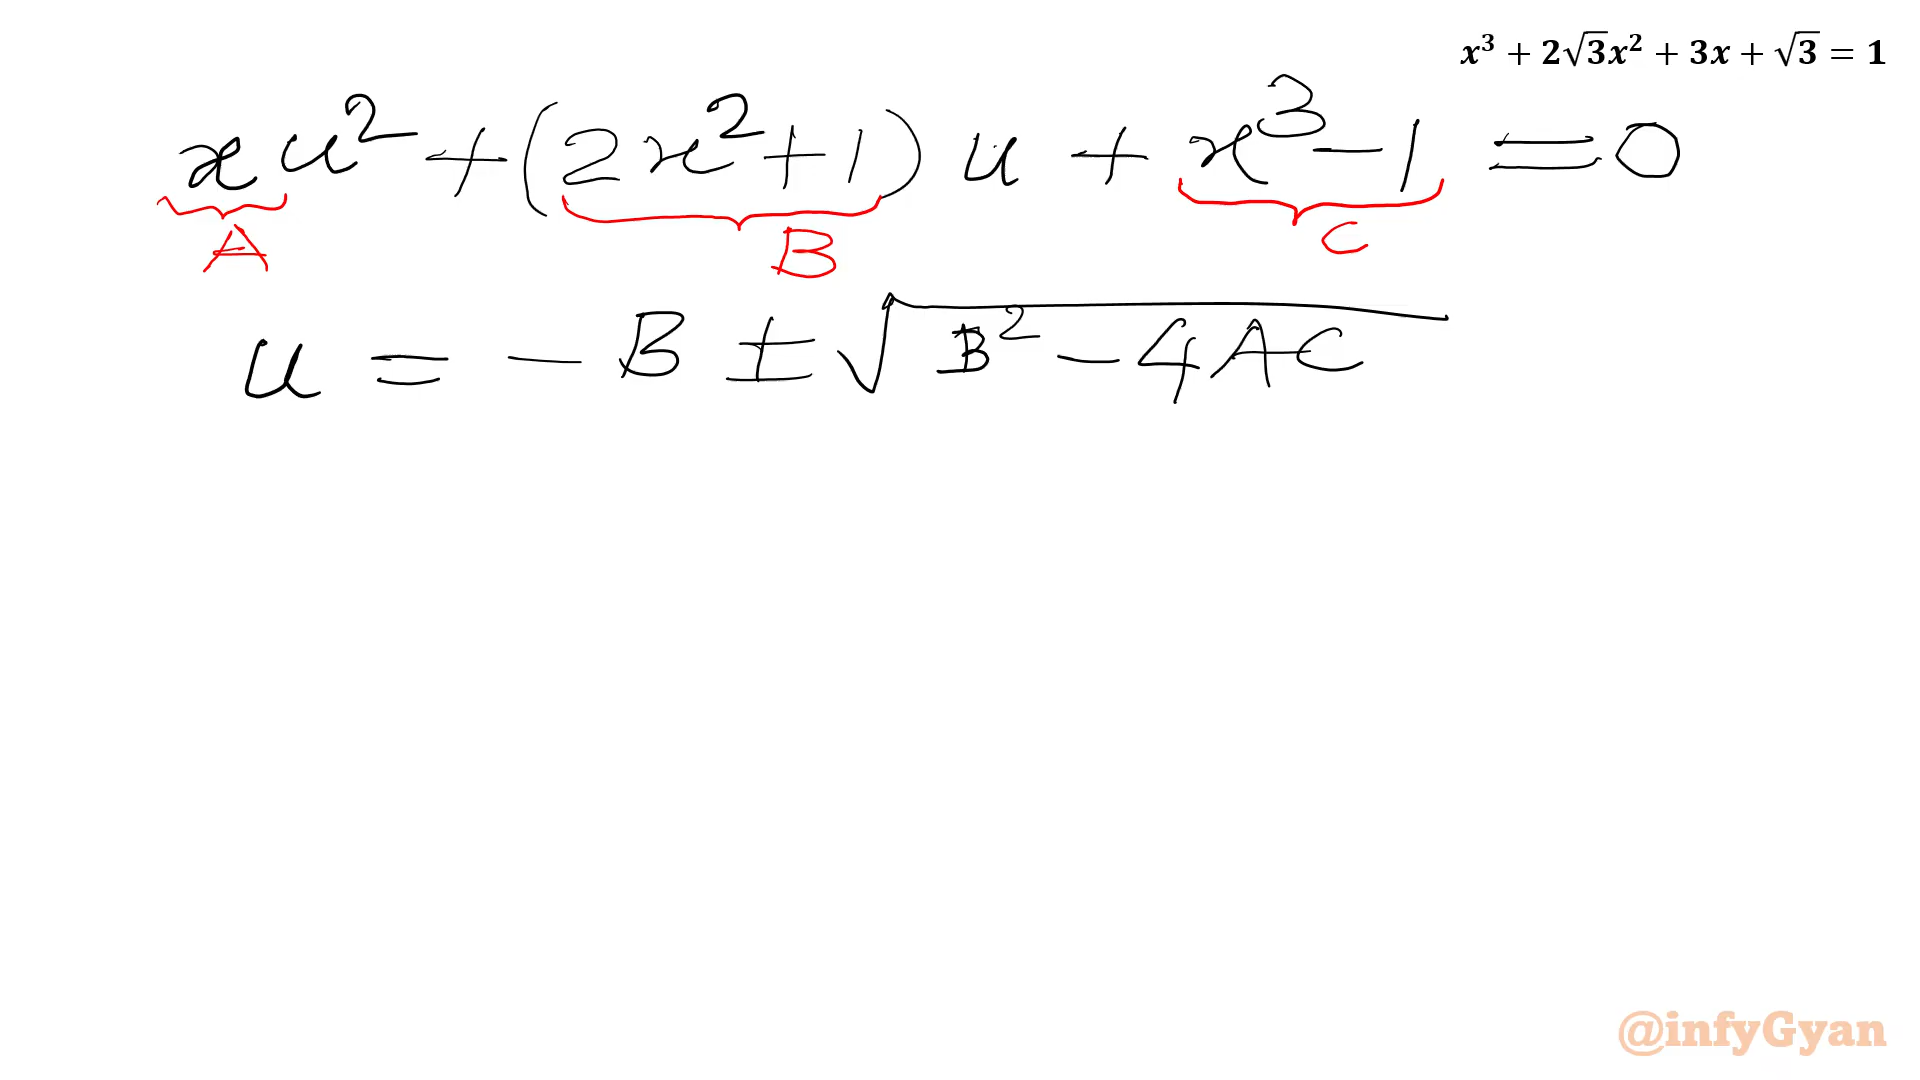 x³ + 2√3x² + 3x + √3 = 1
xu² + (2x² + 1)u + x³ - 1 = 0
A B C
u = - B ± √B² - 4AC
@infyGyan